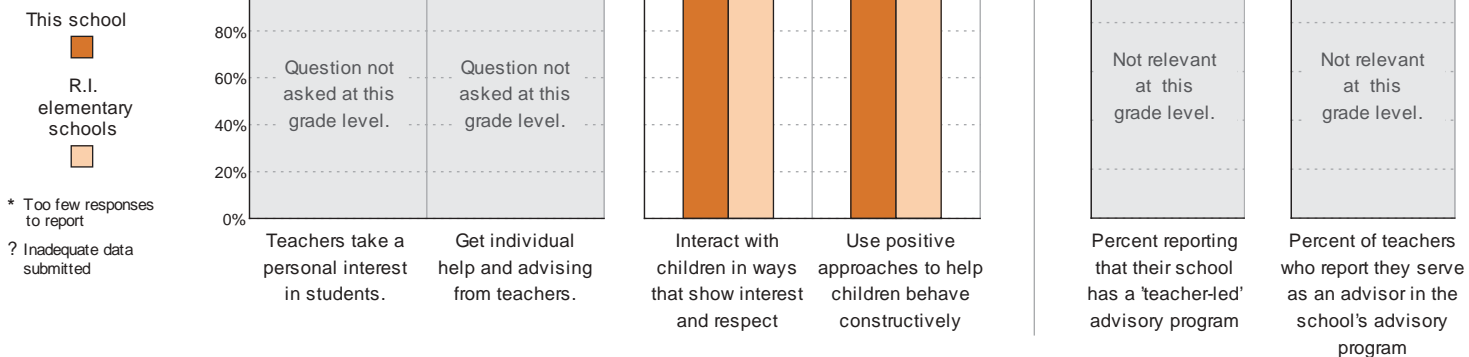 This school
R.I.
elementary
schools
* Too few responses
to report
? Inadequate data
submitted
80%
60%
40%
20%
0%
Question not
asked at this
grade level.
Question not
asked at this
grade level.
Teachers take a
personal interest
in students.
Get individual
help and advising
from teachers.
Interact with
children in ways
that show interest
and respect
Use positive
approaches to help
children behave
constructively
Not relevant
at this
grade level.
Not relevant
at this
grade level.
Percent reporting
that their school
has a 'teacher-led'
advisory program
Percent of teachers
who report they serve
as an advisor in the
school's advisory
program